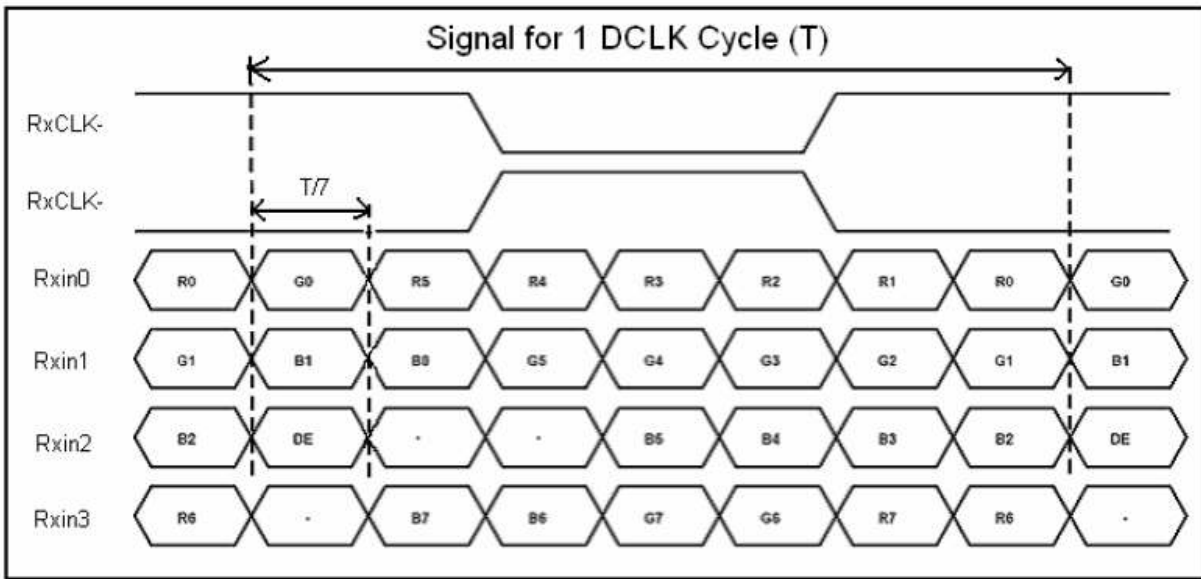 Signal for 1 DCLK Cycle (T)
RxCLK-
RxCLK-
T/7
Rxin0 R0 G0 R5 R4 R3 R2 R1 R0 G0
Rxin1 G1 B1 B0 G5 G4 G3 G2 G1 B1
Rxin2 B2 DE - - B5 B4 B3 B2 DE
Rxin3 R6 - B7 B6 G7 G6 R7 R6 -